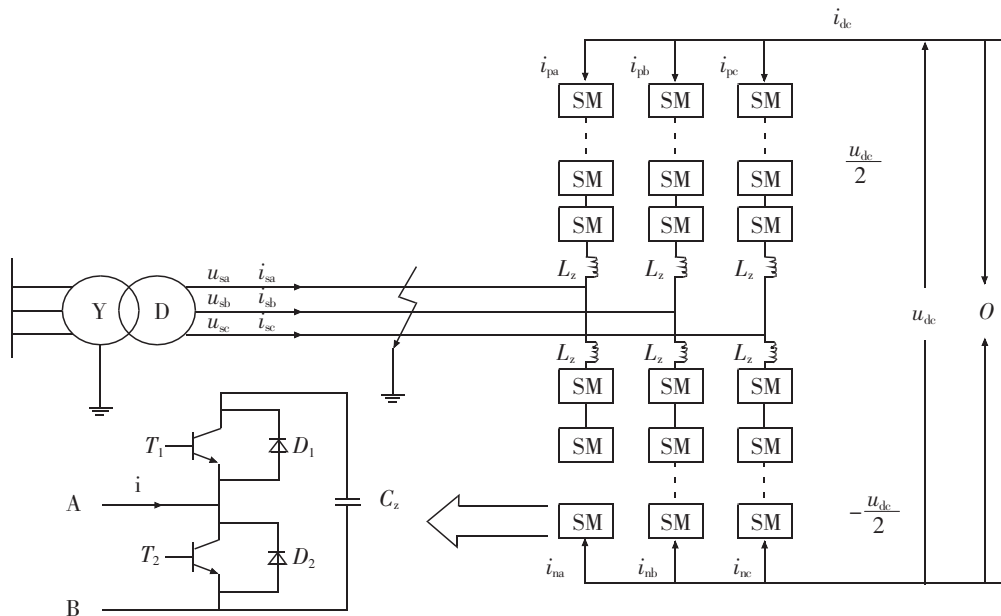 i_dc
i_pa i_pb i_pc
SM SM SM
u_dc/2
SM SM SM
SM SM SM
L_z L_z L_z
u_sa i_sa
Y D u_sb i_sb
u_sc i_sc
u_dc O
L_z L_z L_z
SM SM SM
T_1 D_1
SM SM SM
A i C_z
SM SM SM
-u_dc/2
T_2 D_2
i_na i_nb i_nc
B